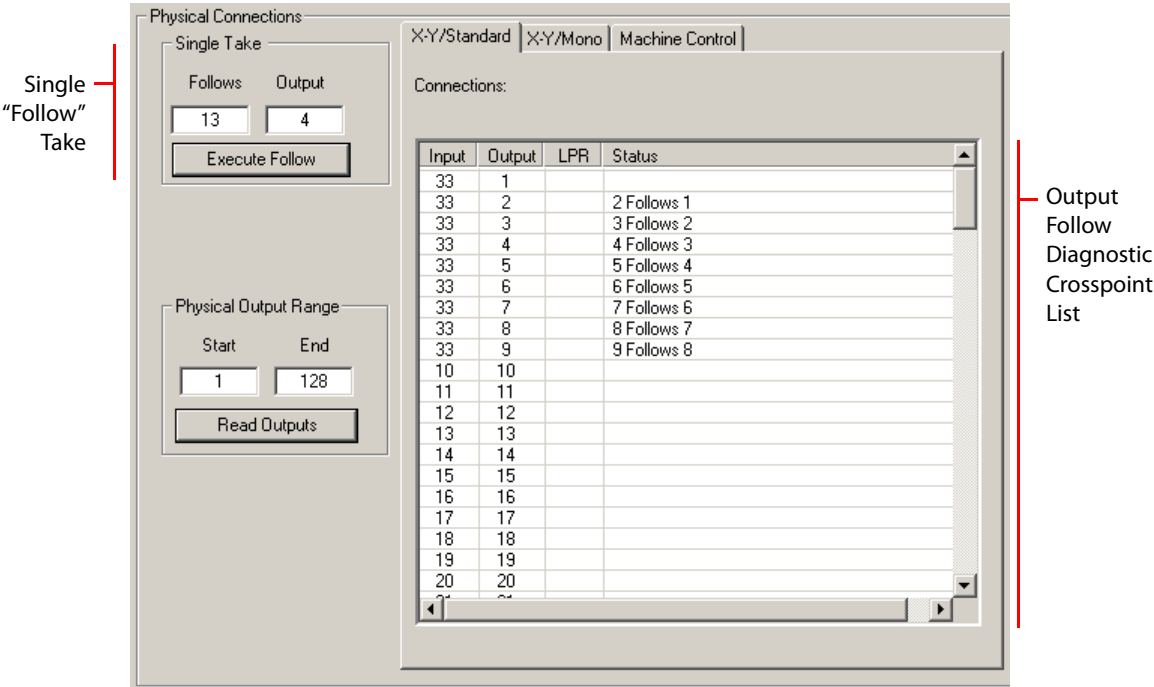 Physical Connections
Single Take
Follows Output
13 4
Execute Follow
Single
“Follow”
Take
Physical Output Range
Start End
1 128
Read Outputs
X-Y/Standard X-Y/Mono Machine Control
Connections:
Input Output LPR Status
33 1
33 2 2 Follows 1
33 3 3 Follows 2
33 4 4 Follows 3
33 5 5 Follows 4
33 6 6 Follows 5
33 7 7 Follows 6
33 8 8 Follows 7
33 9 9 Follows 8
10 10
11 11
12 12
13 13
14 14
15 15
16 16
17 17
18 18
19 19
20 20
Output
Follow
Diagnostic
Crosspoint
List